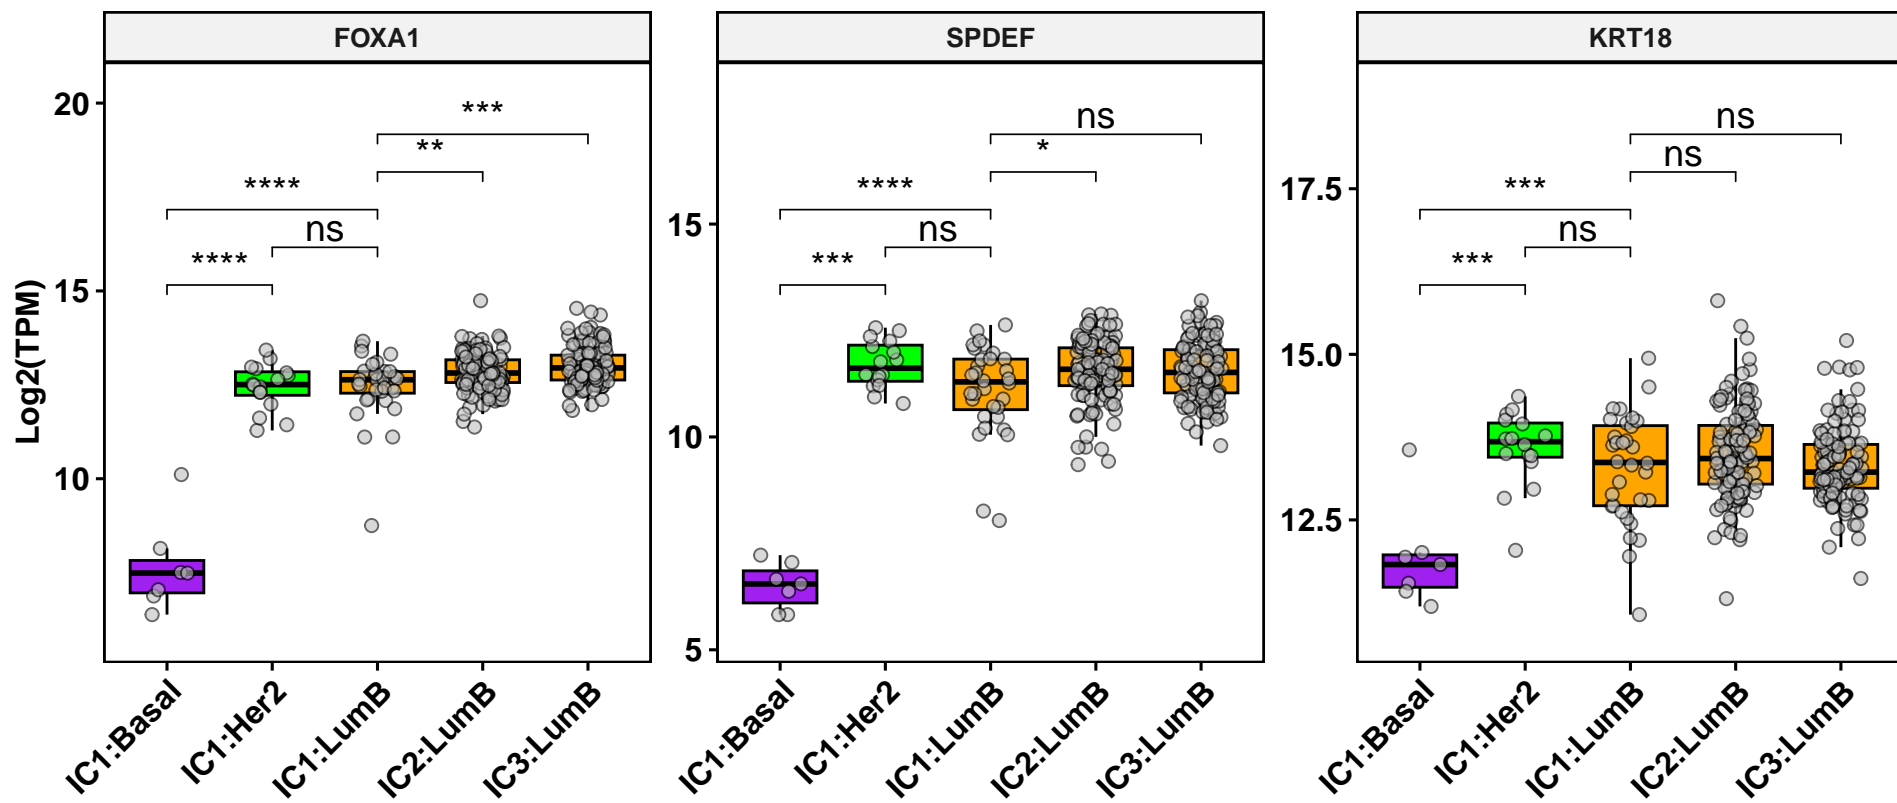 FOXA1
SPDEF
KRT18
Log2(TPM)
20
15
10
****
ns
****
**
***
IC1:Basal
IC1:Her2
IC1:LumB
IC2:LumB
IC3:LumB
15
10
5
***
ns
****
*
ns
IC1:Basal
IC1:Her2
IC1:LumB
IC2:LumB
IC3:LumB
17.5
15.0
12.5
***
ns
***
ns
ns
IC1:Basal
IC1:Her2
IC1:LumB
IC2:LumB
IC3:LumB